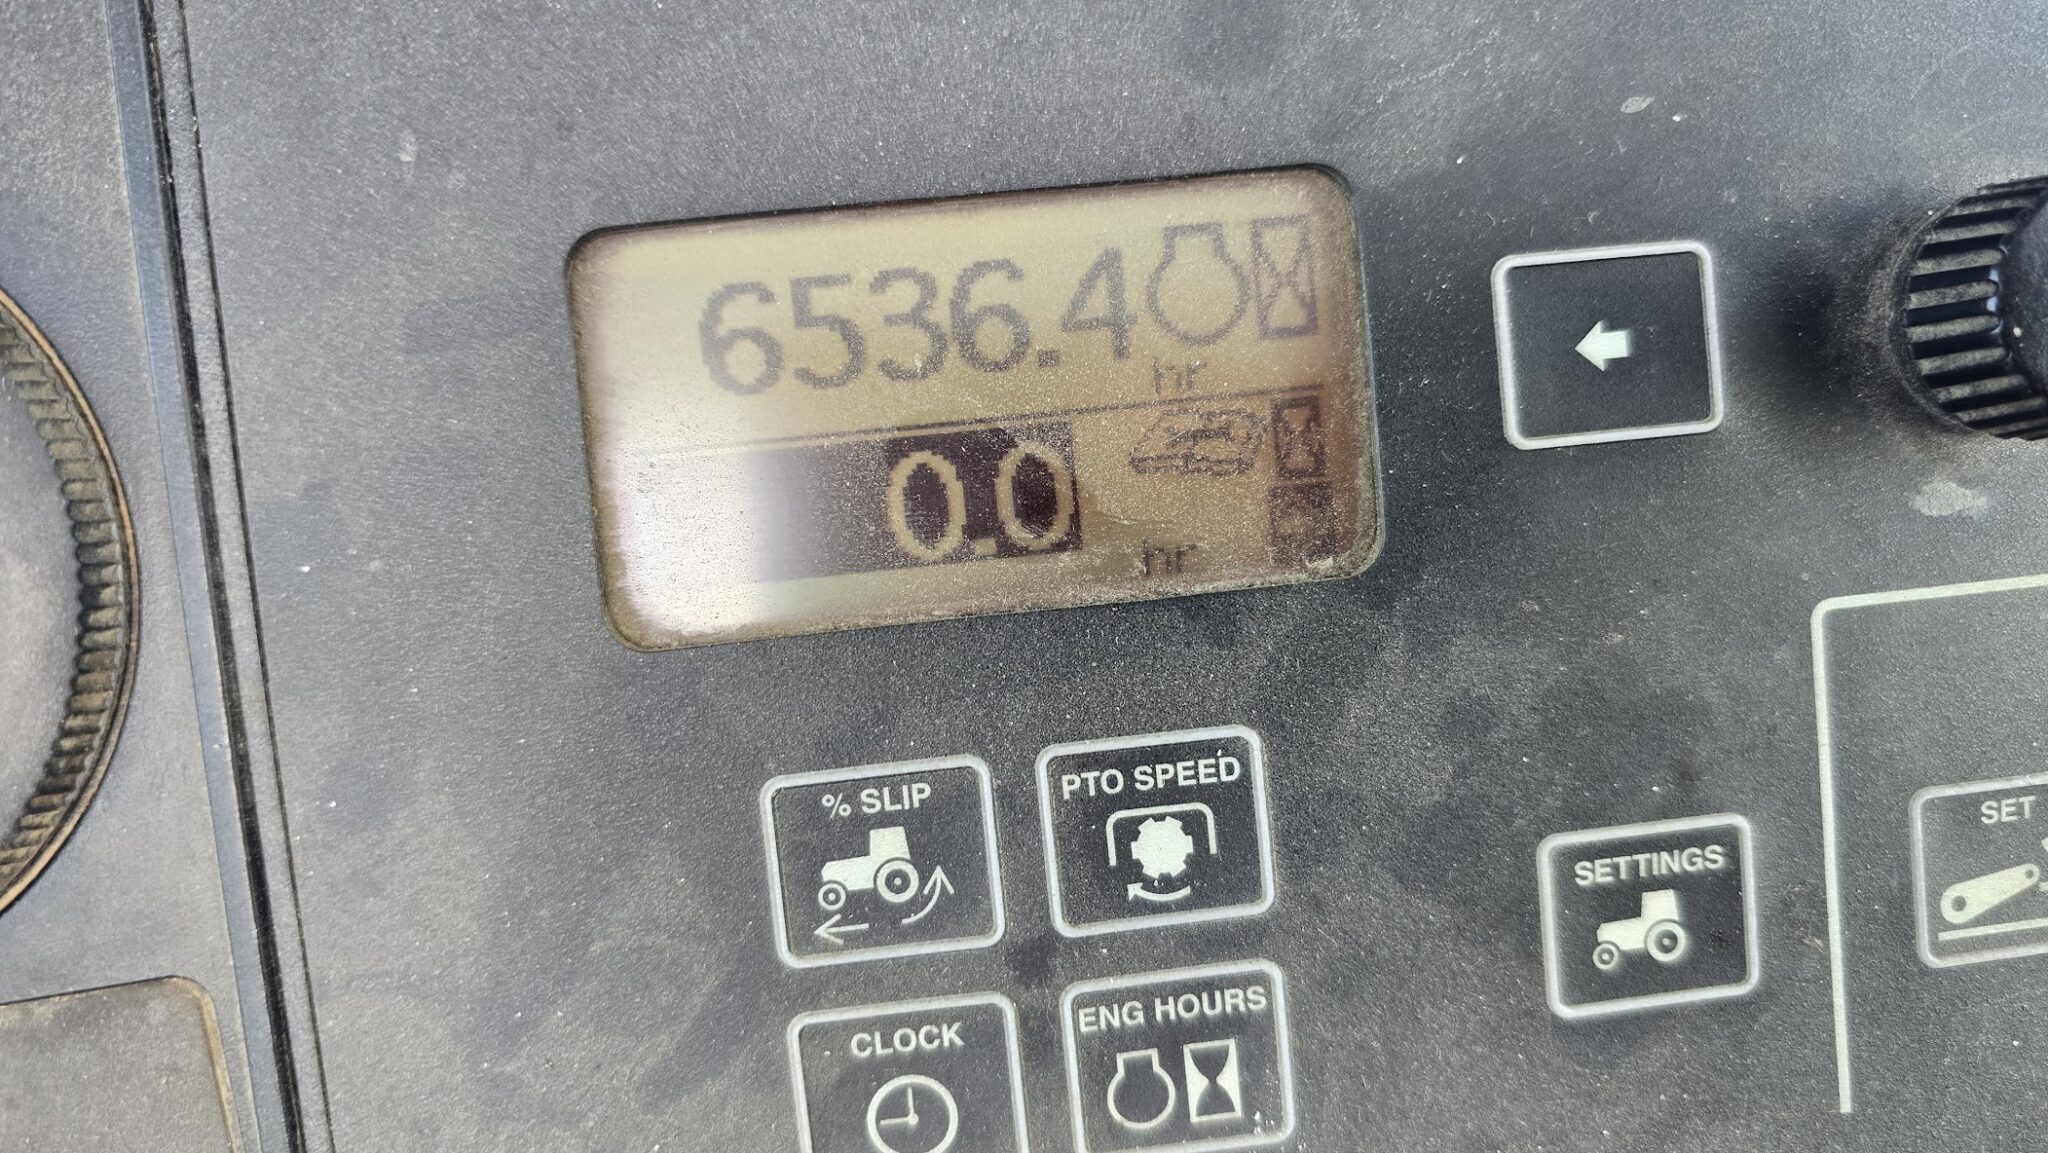 6536.4
hr
0.0
hr
% SLIP
PTO SPEED
SETTINGS
SET
CLOCK
ENG HOURS